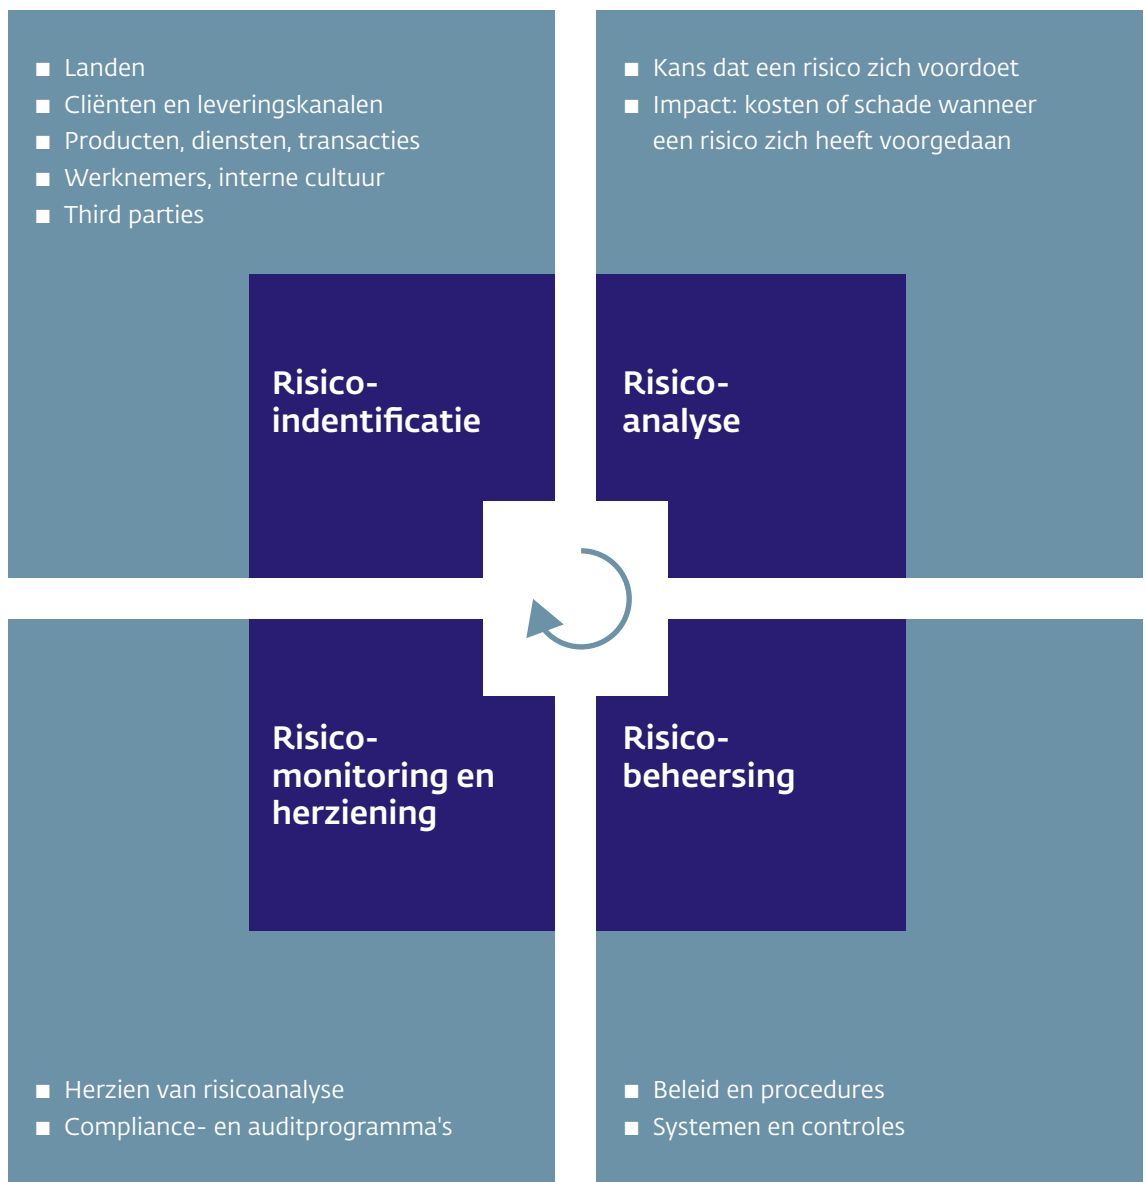 Landen
Cliënten en leveringskanalen
Producten, diensten, transacties
Werknemers, interne cultuur
Third parties
Risico-
indentificatie
Kans dat een risico zich voordoet
Impact: kosten of schade wanneer
een risico zich heeft voorgedaan
Risico-
analyse
Risico-
monitoring en
herziening
Herzien van risicoanalyse
Compliance- en auditprogramma's
Risico-
beheersing
Beleid en procedures
Systemen en controles